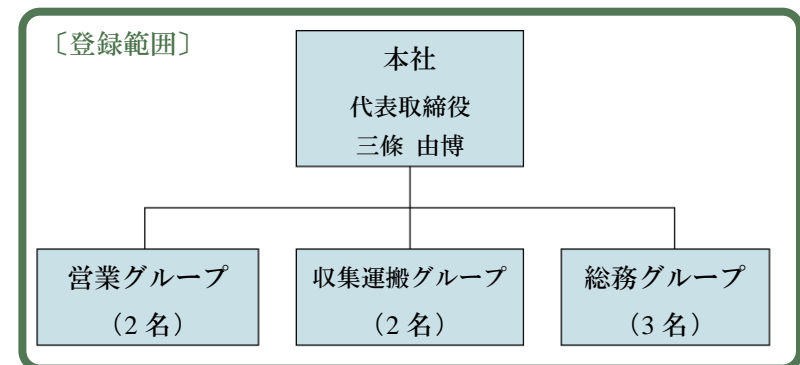 〔登録範囲〕
本社
代表取締役
三條 由博
営業グループ
（2 名）
収集運搬グループ
（2 名）
総務グループ
（3 名）